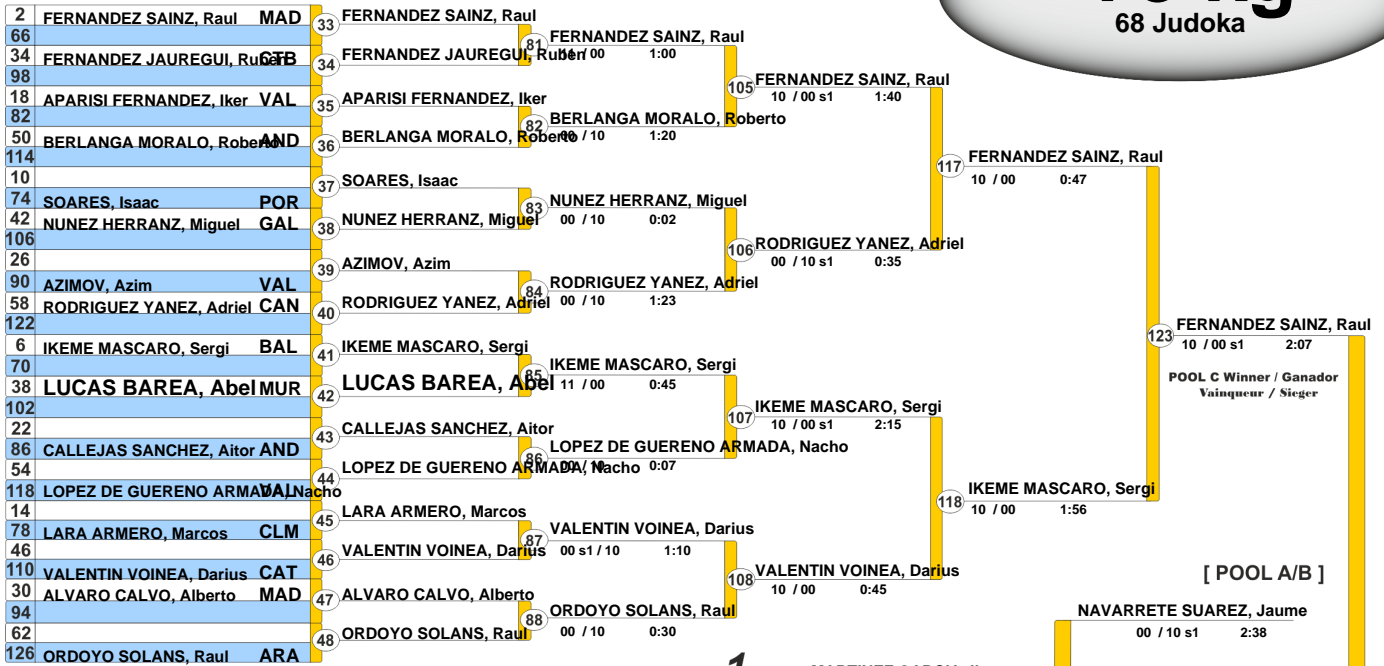 68 Judoka
2 FERNANDEZ SAINZ, Raul MAD
66
34 FERNANDEZ JAUREGUI, Ruben CTB
98
18 APARISI FERNANDEZ, Iker VAL
82
50 BERLANGA MORALO, Roberto AND
114
10
74 SOARES, Isaac POR
42 NUNEZ HERRANZ, Miguel GAL
106
26
90 AZIMOV, Azim VAL
58 RODRIGUEZ YANEZ, Adriel CAN
122
6 IKEME MASCARO, Sergi BAL
70
38 LUCAS BAREA, Abel MUR
102
22
86 CALLEJAS SANCHEZ, Aitor AND
54
118 LOPEZ DE GUERENO ARMADA, Nacho VAL
14
78 LARA ARMERO, Marcos CLM
46
110 VALENTIN VOINEA, Darius CAT
30 ALVARO CALVO, Alberto MAD
94
62
126 ORDOYO SOLANS, Raul ARA
33 FERNANDEZ SAINZ, Raul
34 FERNANDEZ JAUREGUI, Ruben
35 APARISI FERNANDEZ, Iker
36 BERLANGA MORALO, Roberto
37 SOARES, Isaac
38 NUNEZ HERRANZ, Miguel
39 AZIMOV, Azim
40 RODRIGUEZ YANEZ, Adriel
41 IKEME MASCARO, Sergi
42 LUCAS BAREA, Abel
43 CALLEJAS SANCHEZ, Aitor
44 LOPEZ DE GUERENO ARMADA, Nacho
45 LARA ARMERO, Marcos
46 VALENTIN VOINEA, Darius
47 ALVARO CALVO, Alberto
48 ORDOYO SOLANS, Raul
81 FERNANDEZ SAINZ, Raul
/ 00 1:00
82 BERLANGA MORALO, Roberto
00 / 10 1:20
83 NUNEZ HERRANZ, Miguel
00 / 10 0:02
84 RODRIGUEZ YANEZ, Adriel
00 / 10 1:23
85 IKEME MASCARO, Sergi
11 / 00 0:45
86 LOPEZ DE GUERENO ARMADA, Nacho
00 / 10 0:07
87 VALENTIN VOINEA, Darius
00 s1 / 10 1:10
88 ORDOYO SOLANS, Raul
00 / 10 0:30
105 FERNANDEZ SAINZ, Raul
10 / 00 s1 1:40
106 RODRIGUEZ YANEZ, Adriel
00 / 10 s1 0:35
107 IKEME MASCARO, Sergi
10 / 00 s1 2:15
108 VALENTIN VOINEA, Darius
10 / 00 0:45
117 FERNANDEZ SAINZ, Raul
10 / 00 0:47
118 IKEME MASCARO, Sergi
10 / 00 1:56
123 FERNANDEZ SAINZ, Raul
10 / 00 s1 2:07
POOL C Winner / Ganador
Vainqueur / Sieger
[ POOL A/B ]
NAVARRETE SUAREZ, Jaume
00 / 10 s1 2:38
1